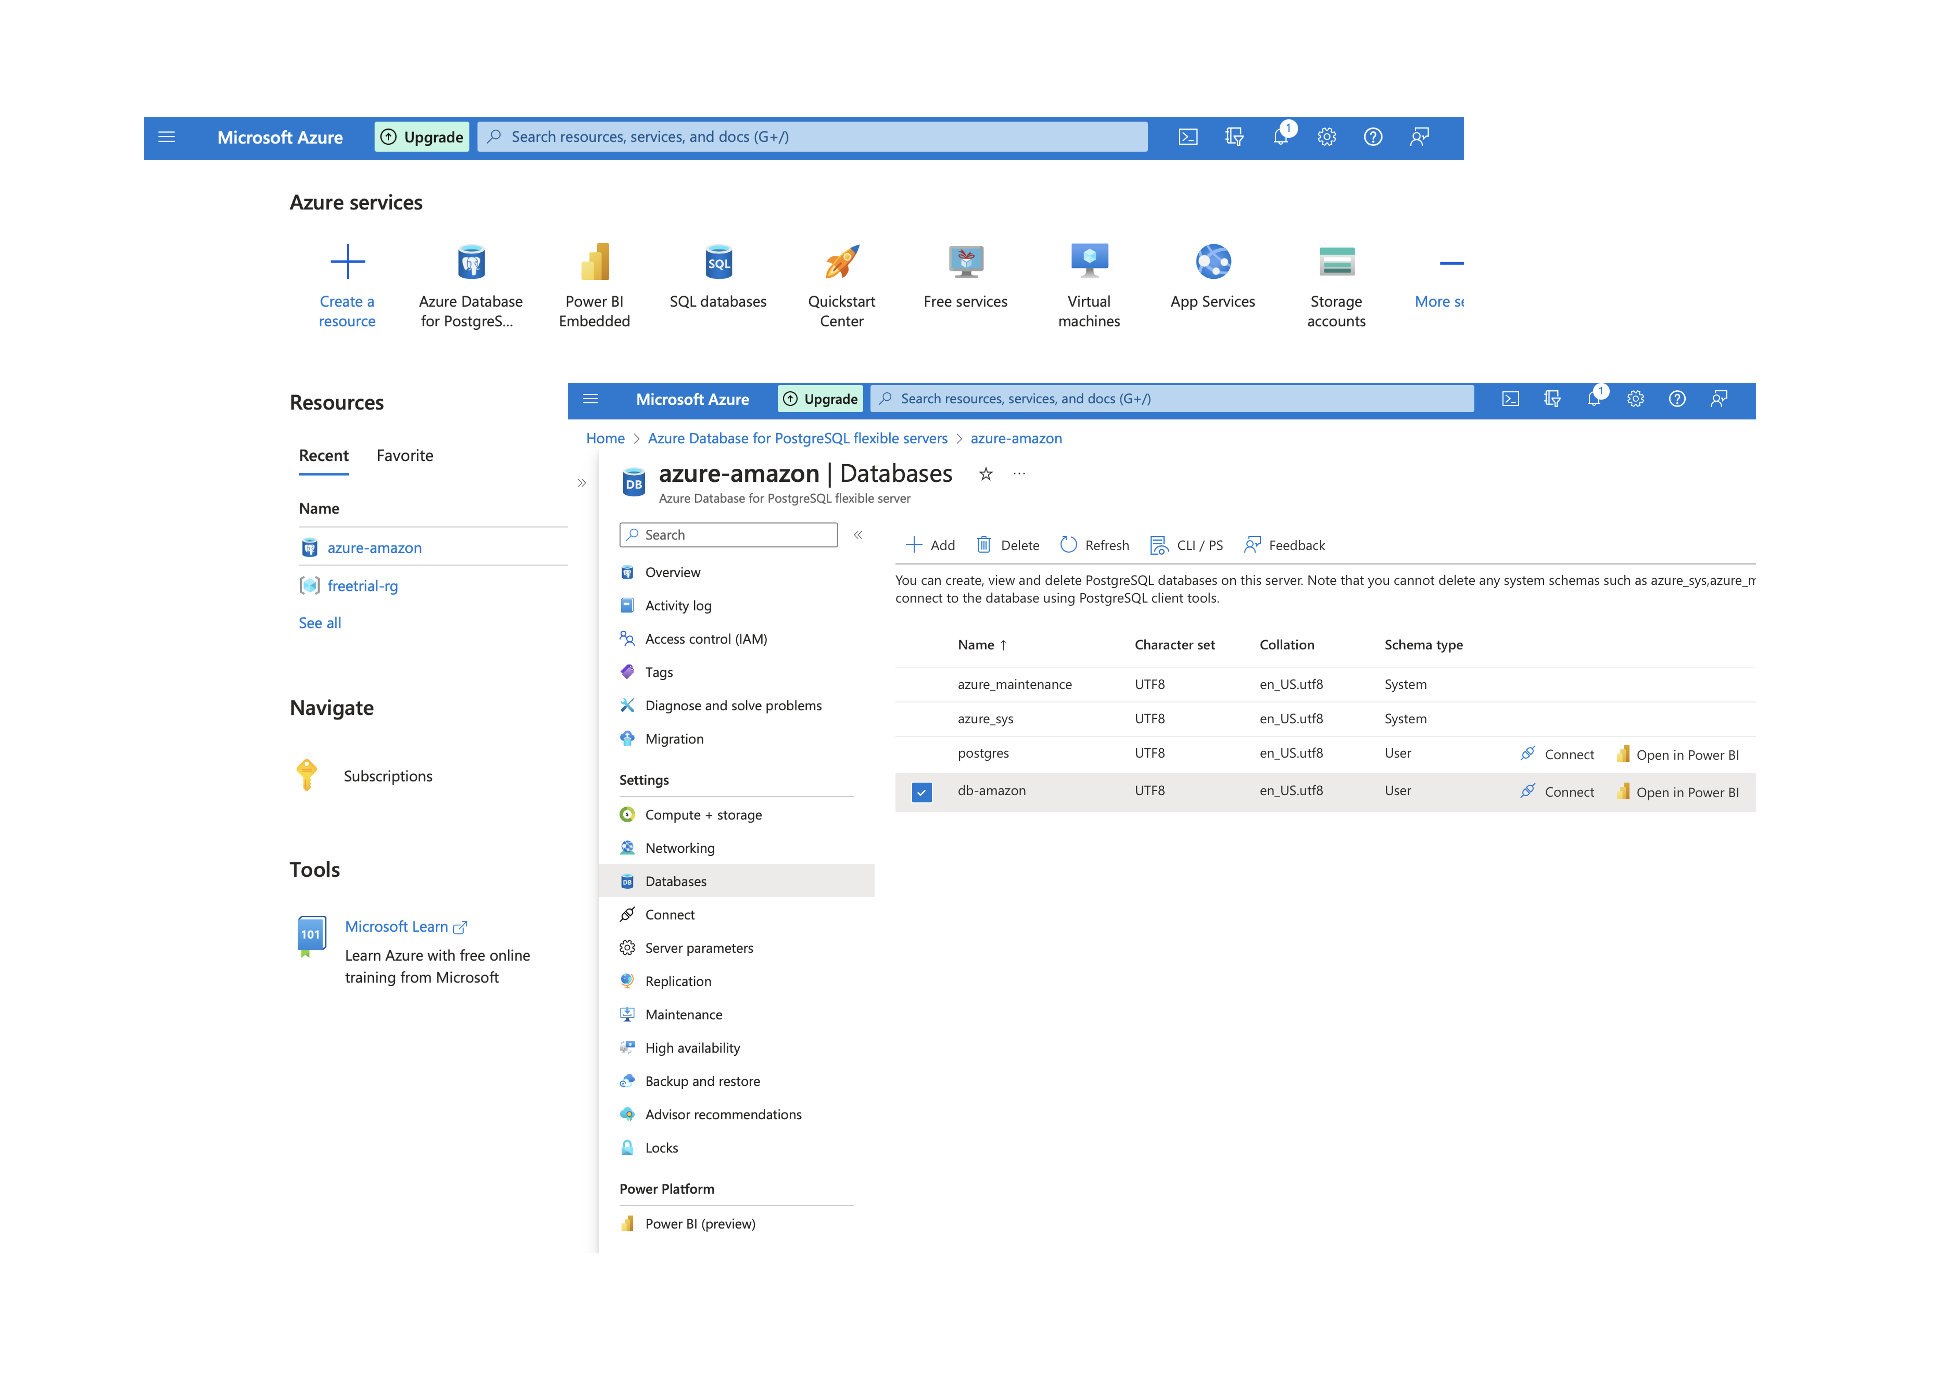 Microsoft Azure
Upgrade
Search resources, services, and docs (G+/)
1
Azure services
Create a
resource
Azure Database
for PostgreS...
Power BI
Embedded
SQL
SQL databases
Quickstart
Center
Free services
Virtual
machines
App Services
Storage
accounts
More se
Resources
Recent
Favorite
Name
azure-amazon
freetrial-rg
See all
Navigate
Subscriptions
Tools
101
Microsoft Learn
Learn Azure with free online
training from Microsoft
Microsoft Azure
Upgrade
Search resources, services, and docs (G+/)
1
Home > Azure Database for PostgreSQL flexible servers > azure-amazon
DB
azure-amazon | Databases
Azure Database for PostgreSQL flexible server
Search
Overview
Activity log
Access control (IAM)
Tags
Diagnose and solve problems
Migration
Settings
Compute + storage
Networking
DB
Databases
Connect
Server parameters
Replication
Maintenance
High availability
Backup and restore
Advisor recommendations
Locks
Power Platform
Power BI (preview)
Add
Delete
Refresh
CLI / PS
Feedback
You can create, view and delete PostgreSQL databases on this server. Note that you cannot delete any system schemas such as azure_sys,azure_m
connect to the database using PostgreSQL client tools.
Name ↑ Character set Collation Schema type
azure_maintenance UTF8 en_US.utf8 System
azure_sys UTF8 en_US.utf8 System
postgres UTF8 en_US.utf8 User Connect Open in Power BI
db-amazon UTF8 en_US.utf8 User Connect Open in Power BI